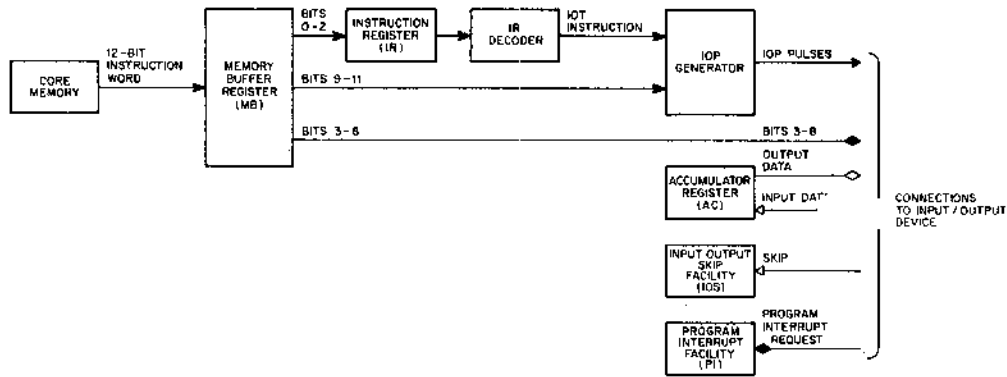 BITS
0-2
INSTRUCTION
REGISTER
(IR)
IR
DECODER
IOT
INSTRUCTION
12-BIT
INSTRUCTION
WORD
CORE
MEMORY
MEMORY
BUFFER
REGISTER
(MB)
BITS 9-11
IOP
GENERATOR
IOP PULSES
BITS 3-8
BITS 3-8
ACCUMULATOR
REGISTER
(AC)
OUTPUT
DATA
INPUT DAT
CONNECTIONS
TO INPUT/OUTPUT
DEVICE
INPUT OUTPUT
SKIP
FACILITY
(IOS)
SKIP
PROGRAM
INTERRUPT
FACILITY
(PI)
PROGRAM
INTERRUPT
REQUEST